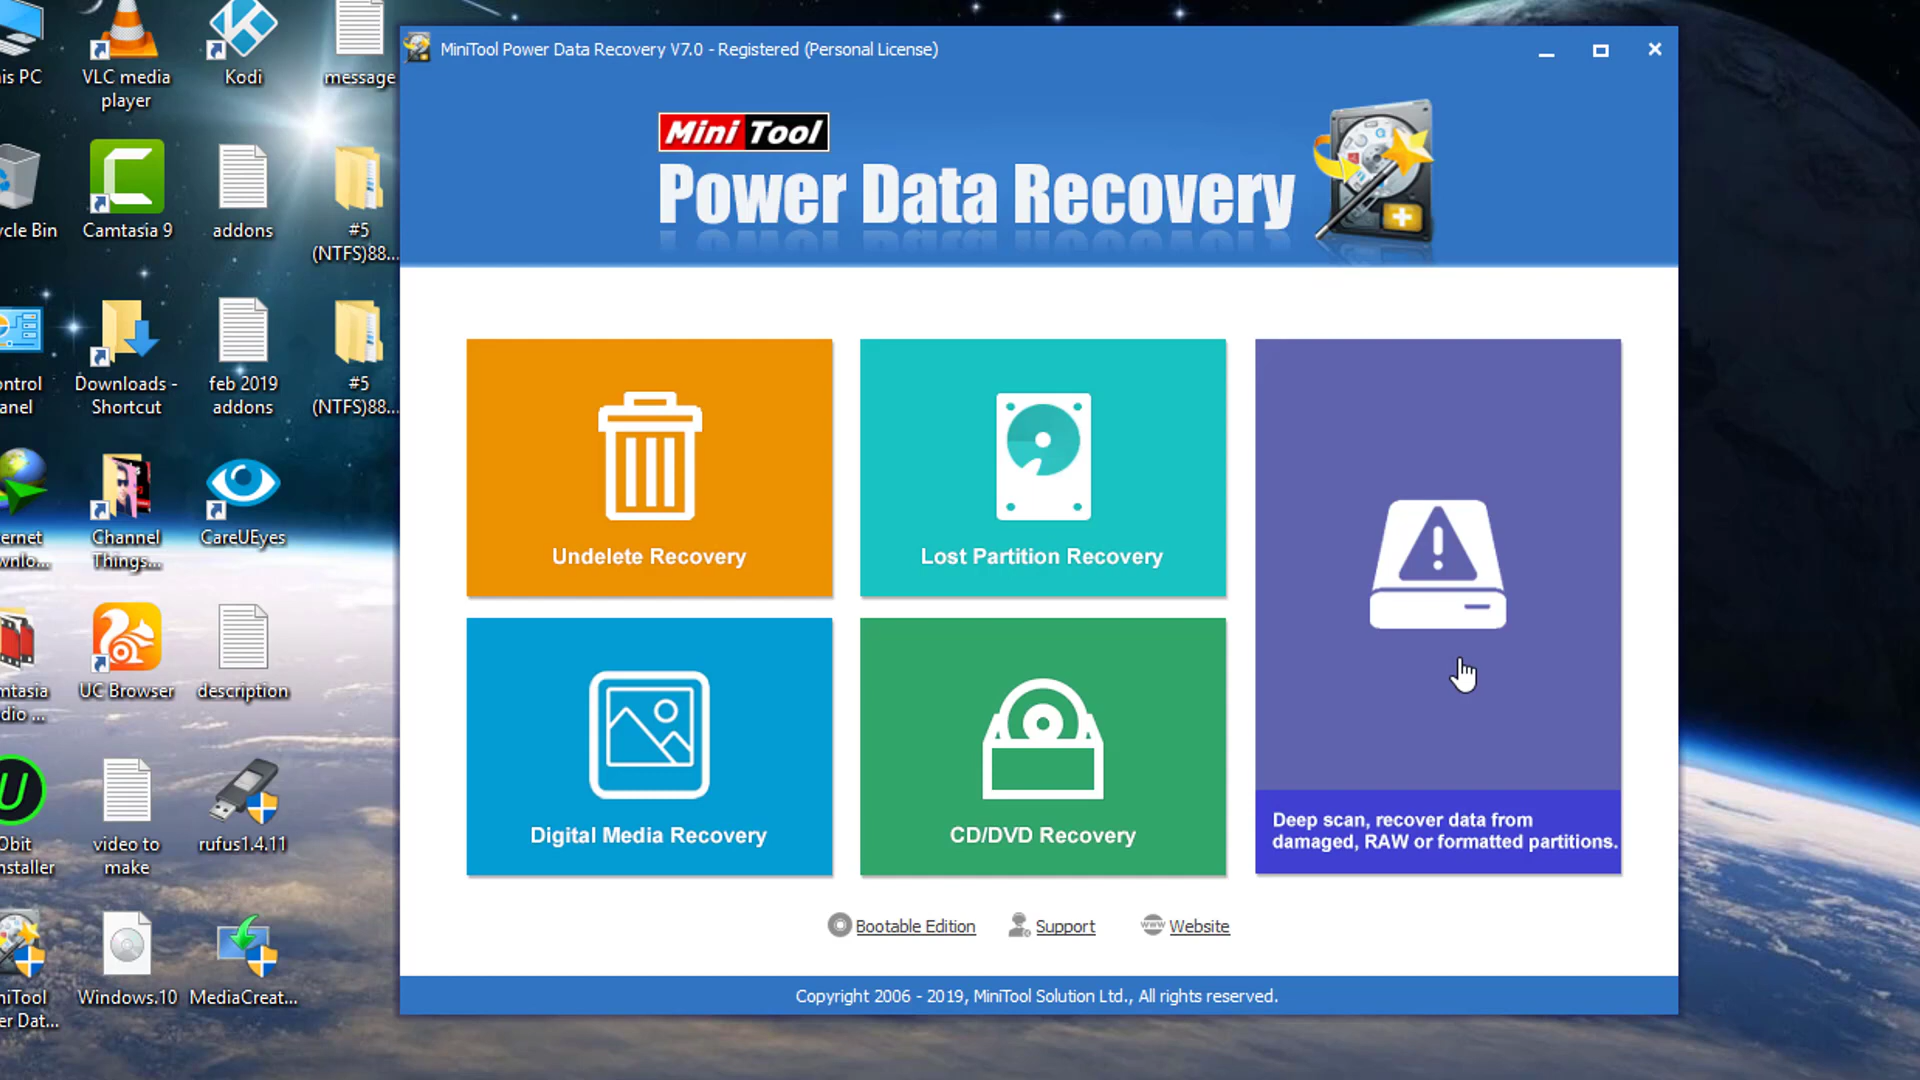 MiniTool Power Data Recovery V7.0 - Registered (Personal License)
Mini Tool
Power Data Recovery
Undelete Recovery
Lost Partition Recovery
Digital Media Recovery
CD/DVD Recovery
Deep scan, recover data from
damaged, RAW or formatted partitions.
Bootable Edition
Support
www
Website
Copyright 2006 - 2019, MiniTool Solution Ltd., All rights reserved.
is PC
VLC media
player
Kodi
message
ycle Bin
Camtasia 9
addons
#5
(NTFS)88...
ontrol
anel
Downloads -
Shortcut
feb 2019
addons
#5
(NTFS)88...
ernet
wnlo...
Channel
Things...
CareUEyes
mtasia
dio ...
UC Browser
description
Obit
nstaller
video to
make
rufus1.4.11
niTool
er Dat...
Windows.10
MediaCreat...